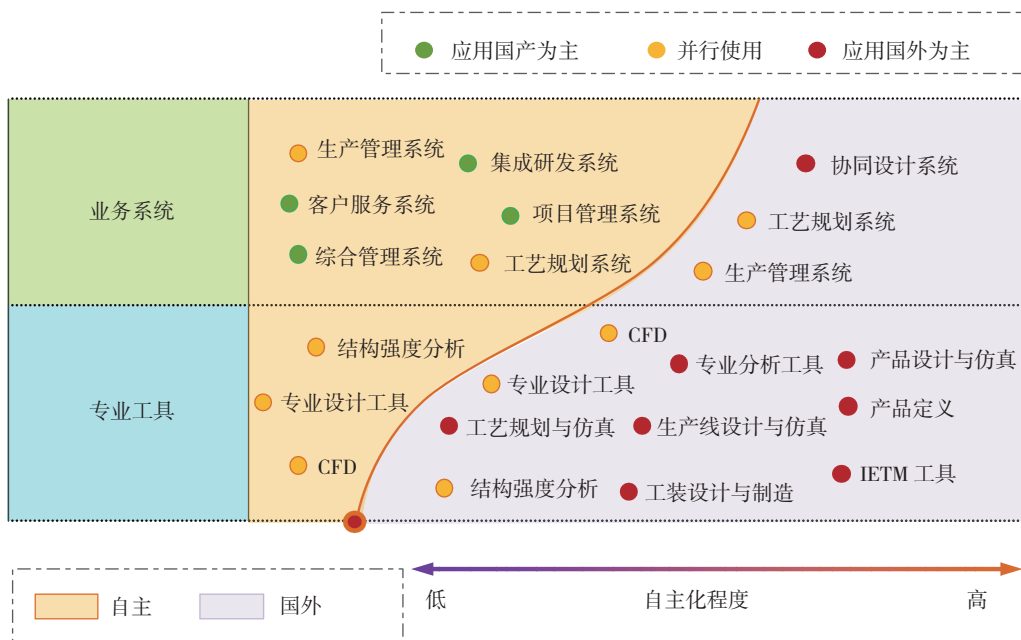 应用国产为主 并行使用 应用国外为主
业务系统
生产管理系统
集成研发系统
协同设计系统
客户服务系统
项目管理系统
工艺规划系统
综合管理系统
工艺规划系统
生产管理系统
专业工具
结构强度分析
CFD
专业分析工具
产品设计与仿真
专业设计工具
专业设计工具
产品定义
工艺规划与仿真
生产线设计与仿真
CFD
结构强度分析
工装设计与制造
IETM 工具
自主 国外
低 自主化程度 高